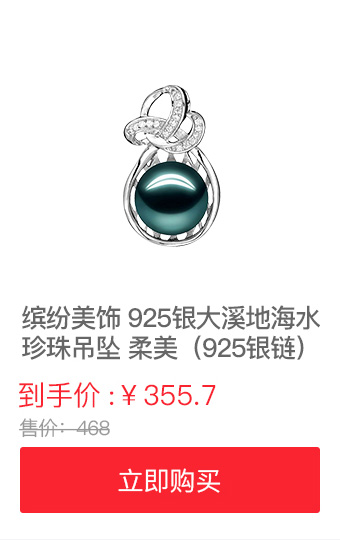 缤纷美饰 925银大溪地海水
珍珠吊坠 柔美（925银链）
到手价 : ¥ 355.7
售价：468
立即购买